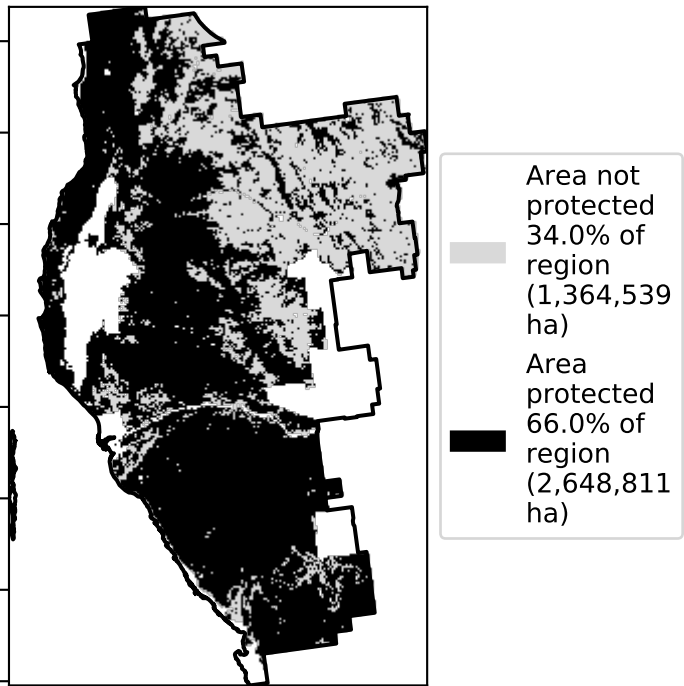 Area not
protected
34.0% of
region
(1,364,539
ha)
Area
protected
66.0% of
region
(2,648,811
ha)